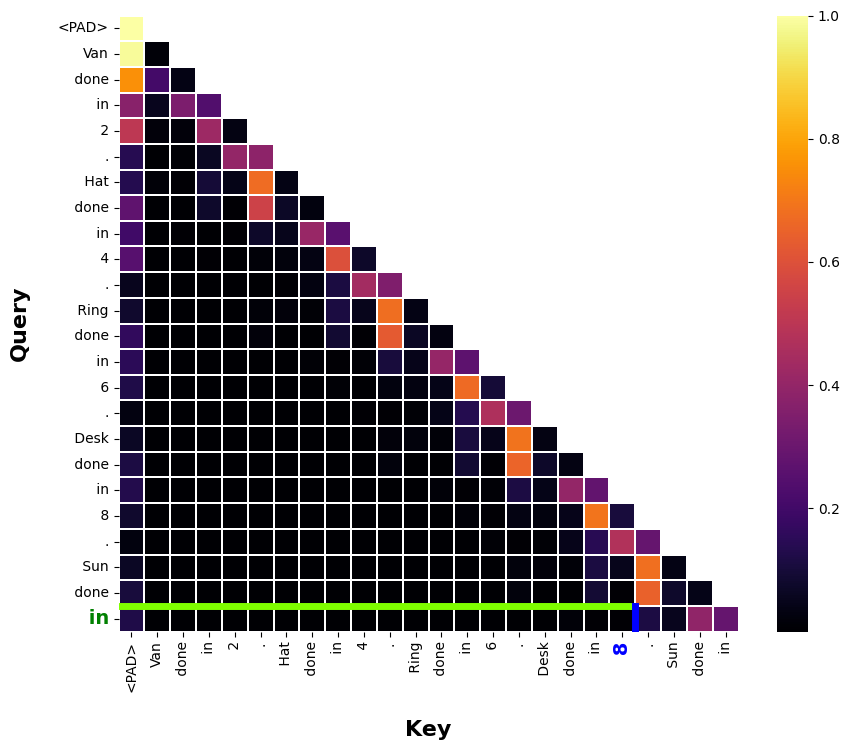 <PAD>
Van
done
in
2
.
Hat
done
in
4
.
Ring
done
in
6
.
Desk
done
in
8
.
Sun
done
in
Query
<PAD>
Van
done
in
2
.
Hat
done
in
4
.
Ring
done
in
6
.
Desk
done
in
8
.
Sun
done
in
Key
1.0
0.8
0.6
0.4
0.2